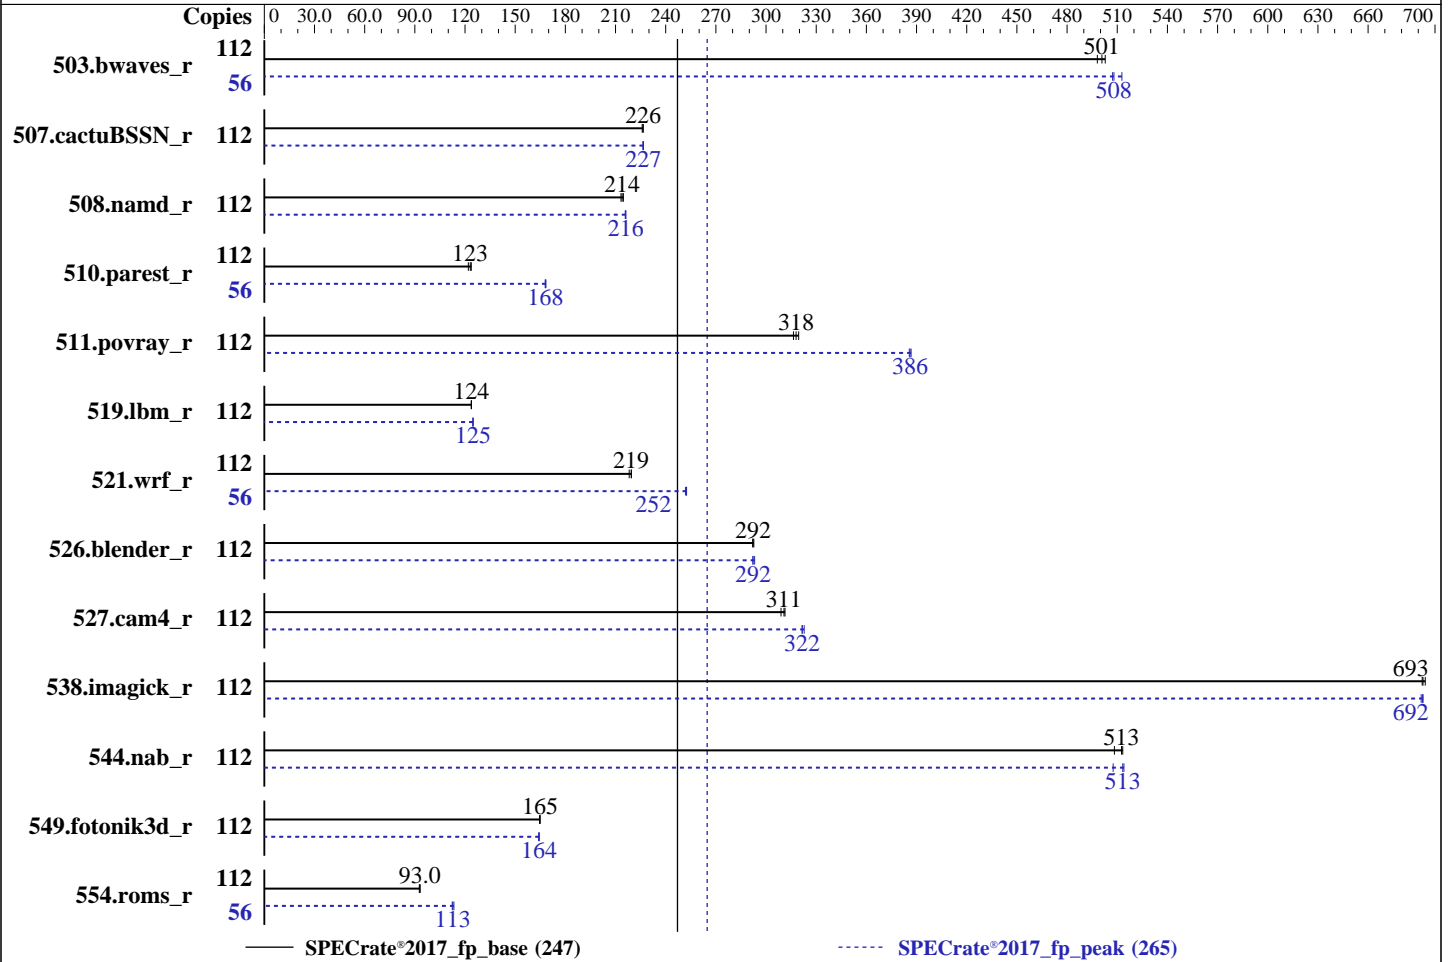 Copies 0 30.0 60.0 90.0 120 150 180 210 240 270 300 330 360 390 420 450 480 510 540 570 600 630 660 700
503.bwaves_r 112 501
56 508
507.cactuBSSN_r 112 226
227
508.namd_r 112 214
216
510.parest_r 112 123
56 168
511.povray_r 112 318
386
519.lbm_r 112 124
125
521.wrf_r 112 219
56 252
526.blender_r 112 292
292
527.cam4_r 112 311
322
538.imagick_r 112 693
692
544.nab_r 112 513
513
549.fotonik3d_r 112 165
164
554.roms_r 112 93.0
56 113
SPECrate®2017_fp_base (247) SPECrate®2017_fp_peak (265)